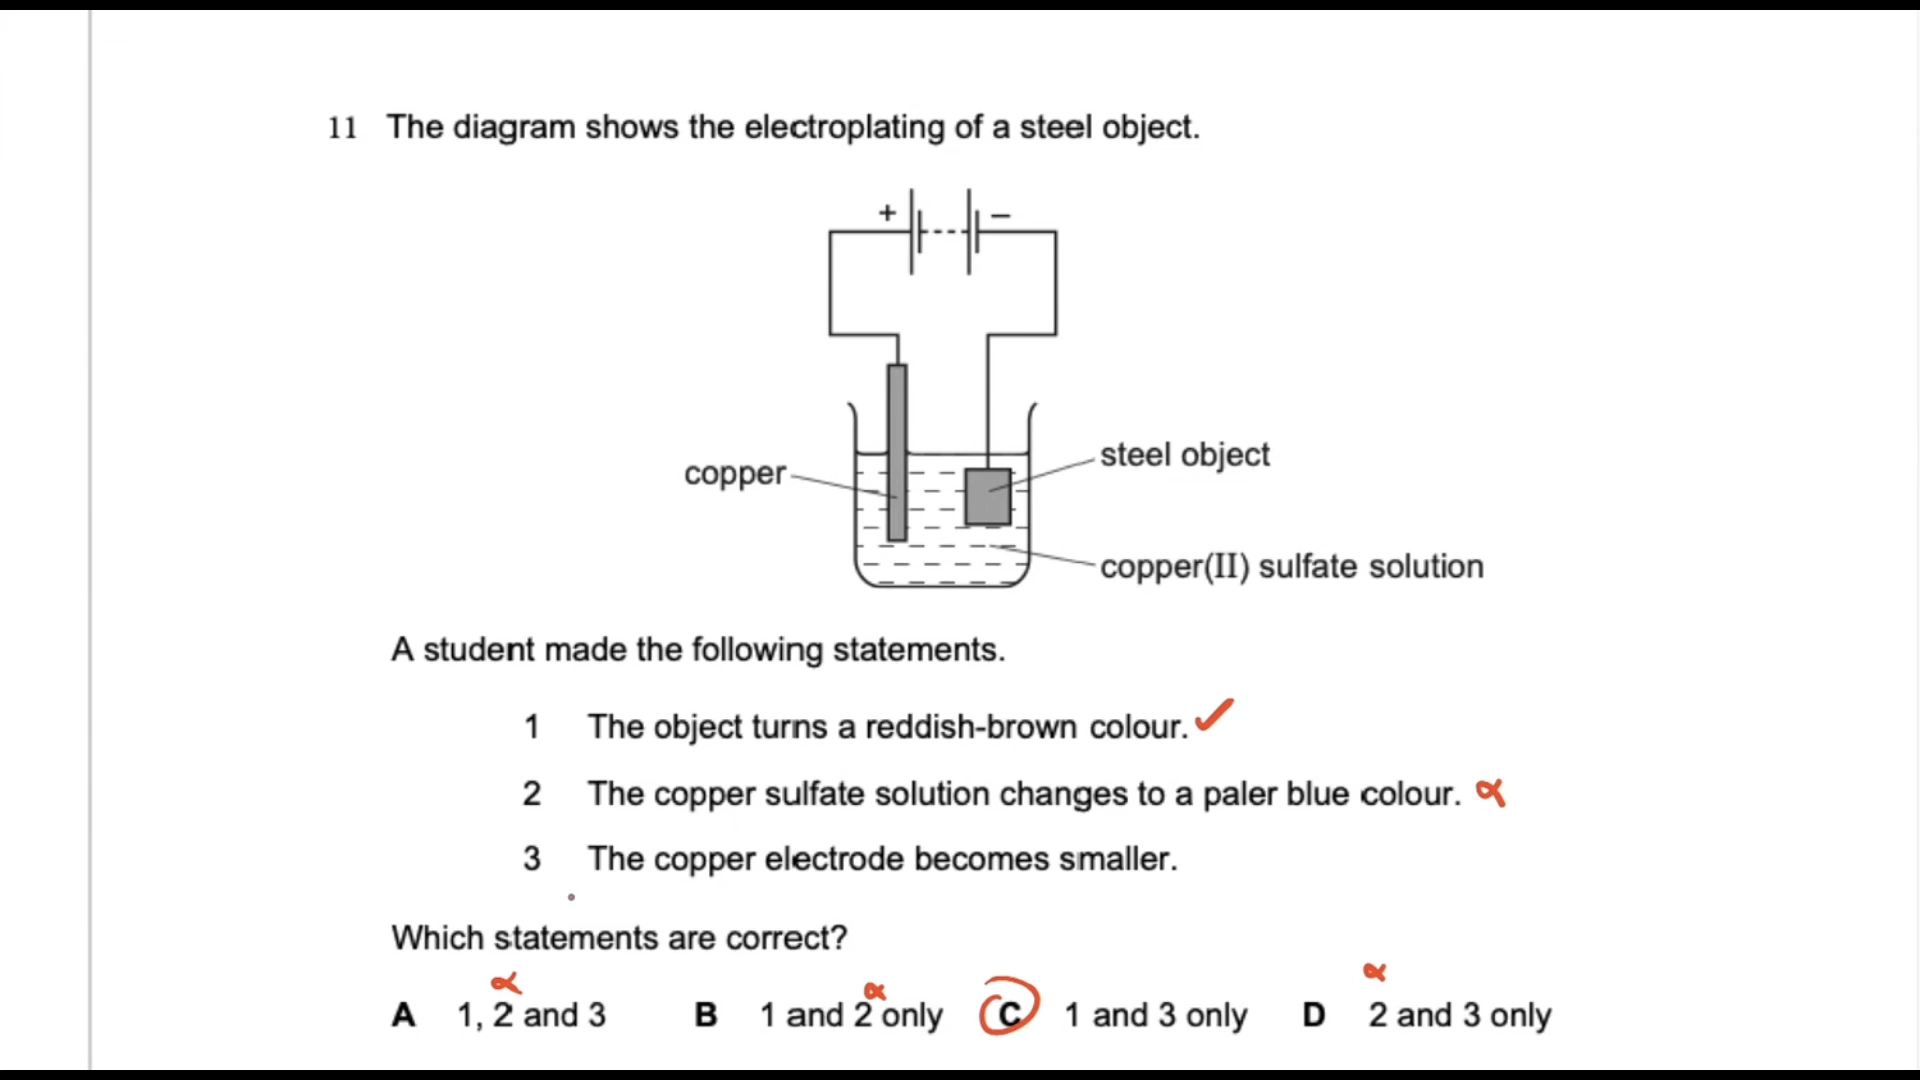 11 The diagram shows the electroplating of a steel object.
+ −
steel object
copper
copper(II) sulfate solution
A student made the following statements.
1 The object turns a reddish-brown colour. ✓
2 The copper sulfate solution changes to a paler blue colour.
3 The copper electrode becomes smaller.
Which statements are correct?
A 1, 2 and 3 B 1 and 2 only C 1 and 3 only D 2 and 3 only